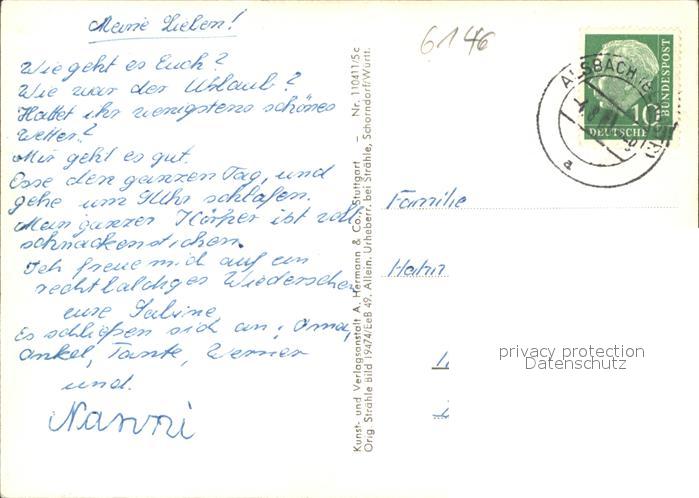 Meine Lieben!
Wie geht es Euch?
Wie war der Urlaub?
Hattet ihr wenigstens schönes
Wetter?
Mir geht es gut.
Esse den ganzen Tag, und
gehe um Uhr schlafen.
Mein ganzer Körper ist voll
schnackenstichen.
Ich freue mich auf ein
recht baldiges Wiedersehen
eure Sabine
Es schließen sich an: Oma,
Onkel, Tante, Werner
und.
Nanni
Kunst- und Verlagsanstalt A. Hermann & Co., Stuttgart – Nr. 110411/5c
Orig. Strähle Bild 19474/EeB 49. Allein. Urheberr. bei Strähle, Schorndorf/Württ.
6146
ALSBACH
a
10
DEUTSCHE
BUNDESPOST
Familie
Hahn
privacy protection
Datenschutz